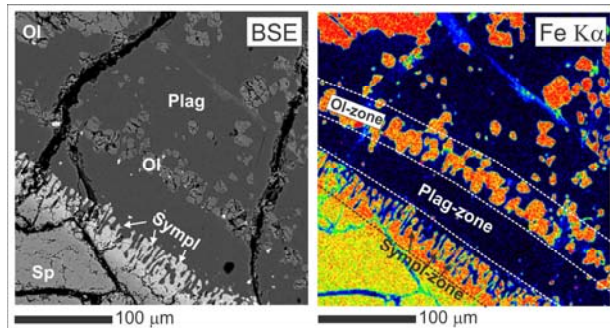 Ol
BSE
Plag
Ol
Sympl
Sp
100 µm
Fe Kα
Ol-zone
Plag-zone
Sympl-zone
100 µm